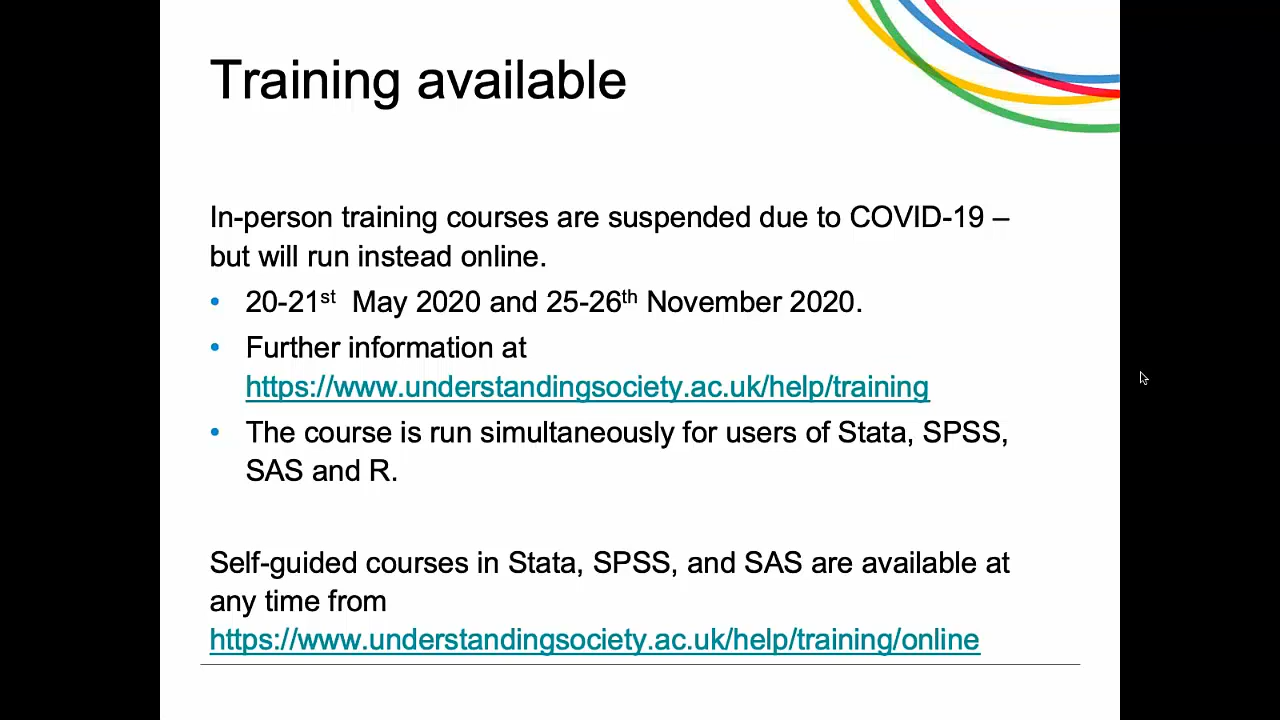 Training available
In-person training courses are suspended due to COVID-19 –
but will run instead online.
• 20-21st May 2020 and 25-26th November 2020.
• Further information at
https://www.understandingsociety.ac.uk/help/training
• The course is run simultaneously for users of Stata, SPSS,
SAS and R.
Self-guided courses in Stata, SPSS, and SAS are available at
any time from
https://www.understandingsociety.ac.uk/help/training/online